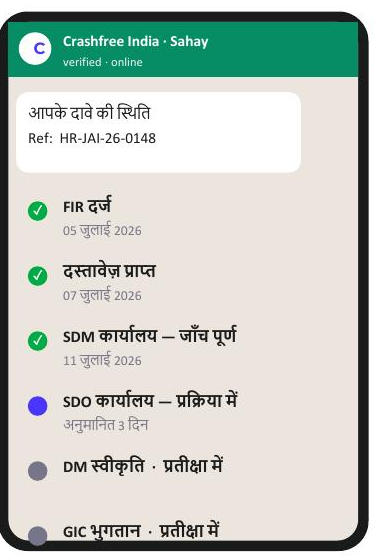 C
Crashfree India · Sahay
verified · online
आपके दावे की स्थिति
Ref: HR-JAI-26-0148
FIR दर्ज
05 जुलाई 2026
दस्तावेज़ प्राप्त
07 जुलाई 2026
SDM कार्यालय — जाँच पूर्ण
11 जुलाई 2026
SDO कार्यालय — प्रक्रिया में
अनुमानित 3 दिन
DM स्वीकृति · प्रतीक्षा में
GIC भुगतान · प्रतीक्षा में